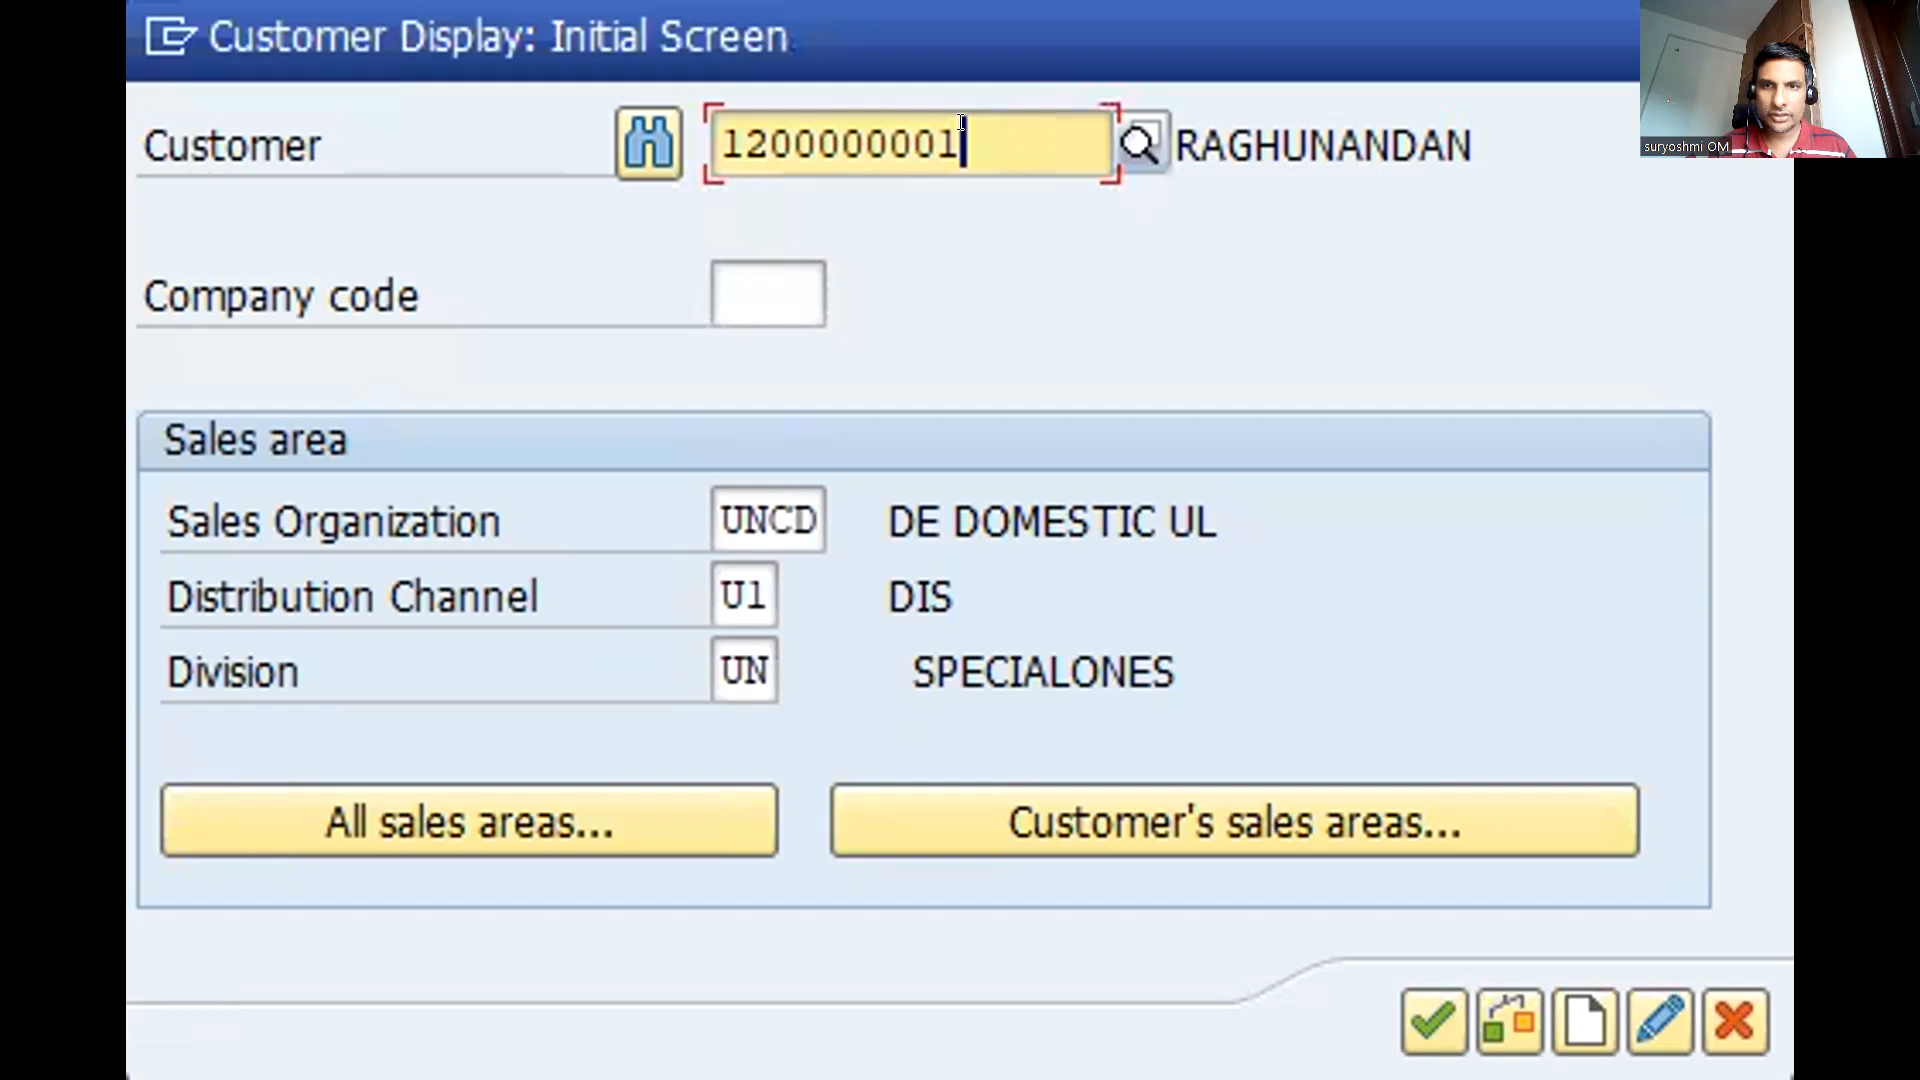 Customer Display: Initial Screen
suryoshmi OM
Customer 1200000001 RAGHUNANDAN
Company code
Sales area
Sales Organization UNCD DE DOMESTIC UL
Distribution Channel U1 DIS
Division UN SPECIALONES
All sales areas... Customer's sales areas...